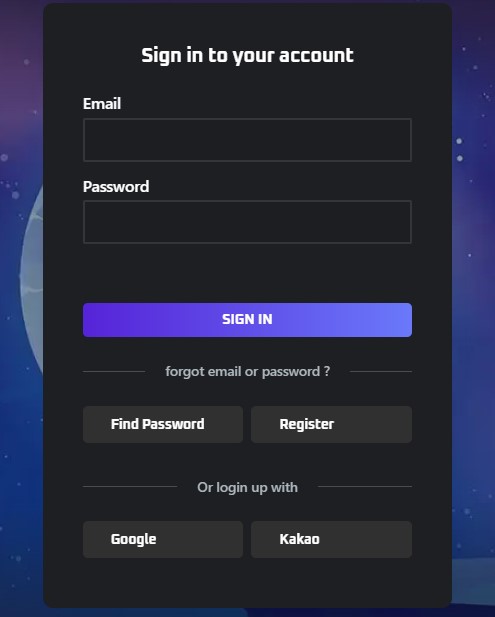 Sign in to your account
Email
Password
SIGN IN
forgot email or password ?
Find Password
Register
Or login up with
Google
Kakao